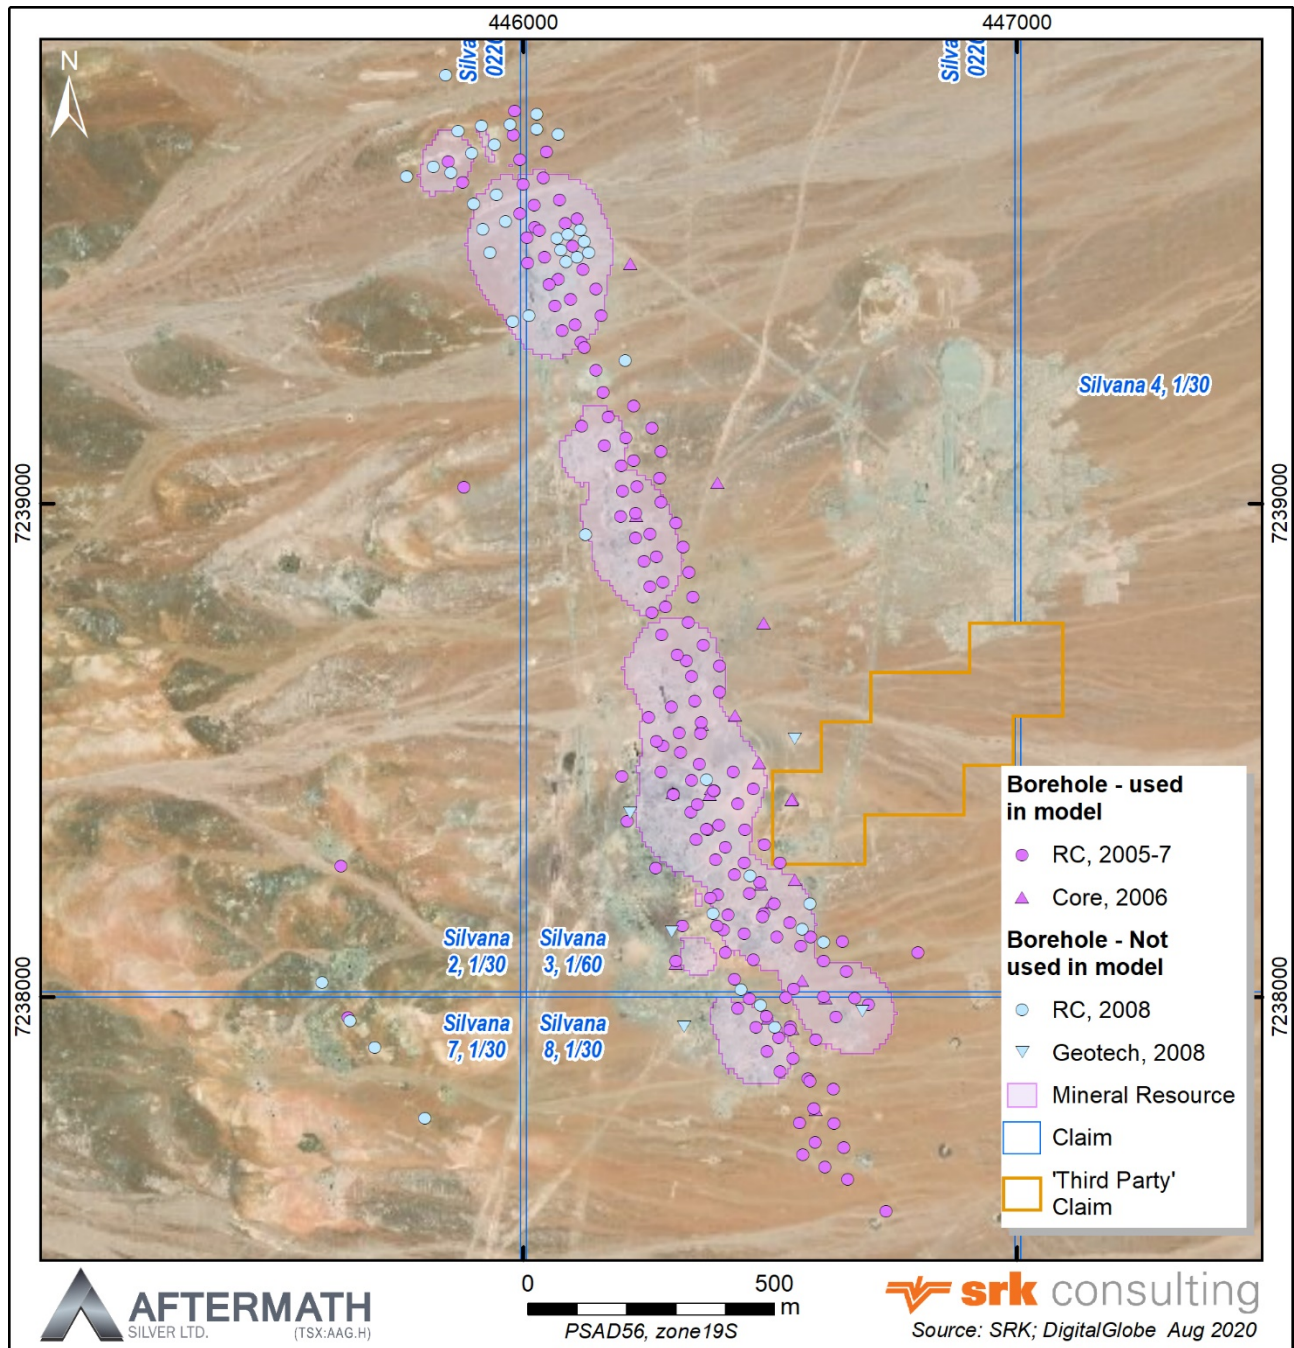 446000
447000
Silvana
022
Silvana
022
N
Silvana 4, 1/30
7239000
7239000
Silvana
2, 1/30
Silvana
3, 1/60
7238000
7238000
Silvana
7, 1/30
Silvana
8, 1/30
Borehole - used
in model
RC, 2005-7
Core, 2006
Borehole - Not
used in model
RC, 2008
Geotech, 2008
Mineral Resource
Claim
'Third Party'
Claim
AFTERMATH
SILVER LTD.
(TSX:AAG.H)
0
500
m
PSAD56, zone19S
srk consulting
Source: SRK; DigitalGlobe Aug 2020